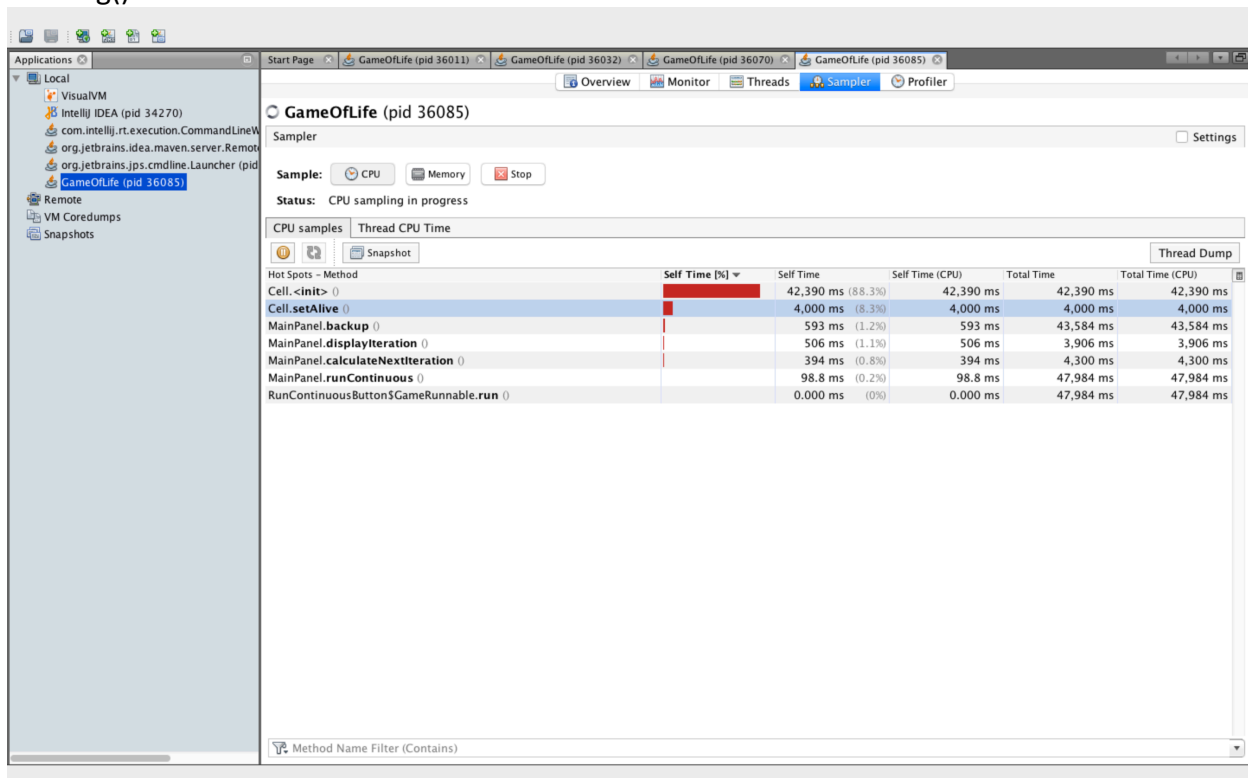 g()
Applications
Start Page GameOfLife (pid 36011) GameOfLife (pid 36032) GameOfLife (pid 36070) GameOfLife (pid 36085)
Local
VisualVM
IntelliJ IDEA (pid 34270)
com.intellij.rt.execution.CommandLineW
org.jetbrains.idea.maven.server.Remot
org.jetbrains.jps.cmdline.Launcher (pid
GameOfLife (pid 36085)
Remote
VM Coredumps
Snapshots
Overview Monitor Threads Sampler Profiler
GameOfLife (pid 36085)
Sampler Settings
Sample: CPU Memory Stop
Status: CPU sampling in progress
CPU samples Thread CPU Time
Snapshot Thread Dump
Hot Spots – Method Self Time [%] Self Time Self Time (CPU) Total Time Total Time (CPU)
Cell.<init> () 42,390 ms (88.3%) 42,390 ms 42,390 ms 42,390 ms
Cell.setAlive () 4,000 ms (8.3%) 4,000 ms 4,000 ms 4,000 ms
MainPanel.backup () 593 ms (1.2%) 593 ms 43,584 ms 43,584 ms
MainPanel.displayIteration () 506 ms (1.1%) 506 ms 3,906 ms 3,906 ms
MainPanel.calculateNextIteration () 394 ms (0.8%) 394 ms 4,300 ms 4,300 ms
MainPanel.runContinuous () 98.8 ms (0.2%) 98.8 ms 47,984 ms 47,984 ms
RunContinuousButton$GameRunnable.run () 0.000 ms (0%) 0.000 ms 47,984 ms 47,984 ms
Method Name Filter (Contains)